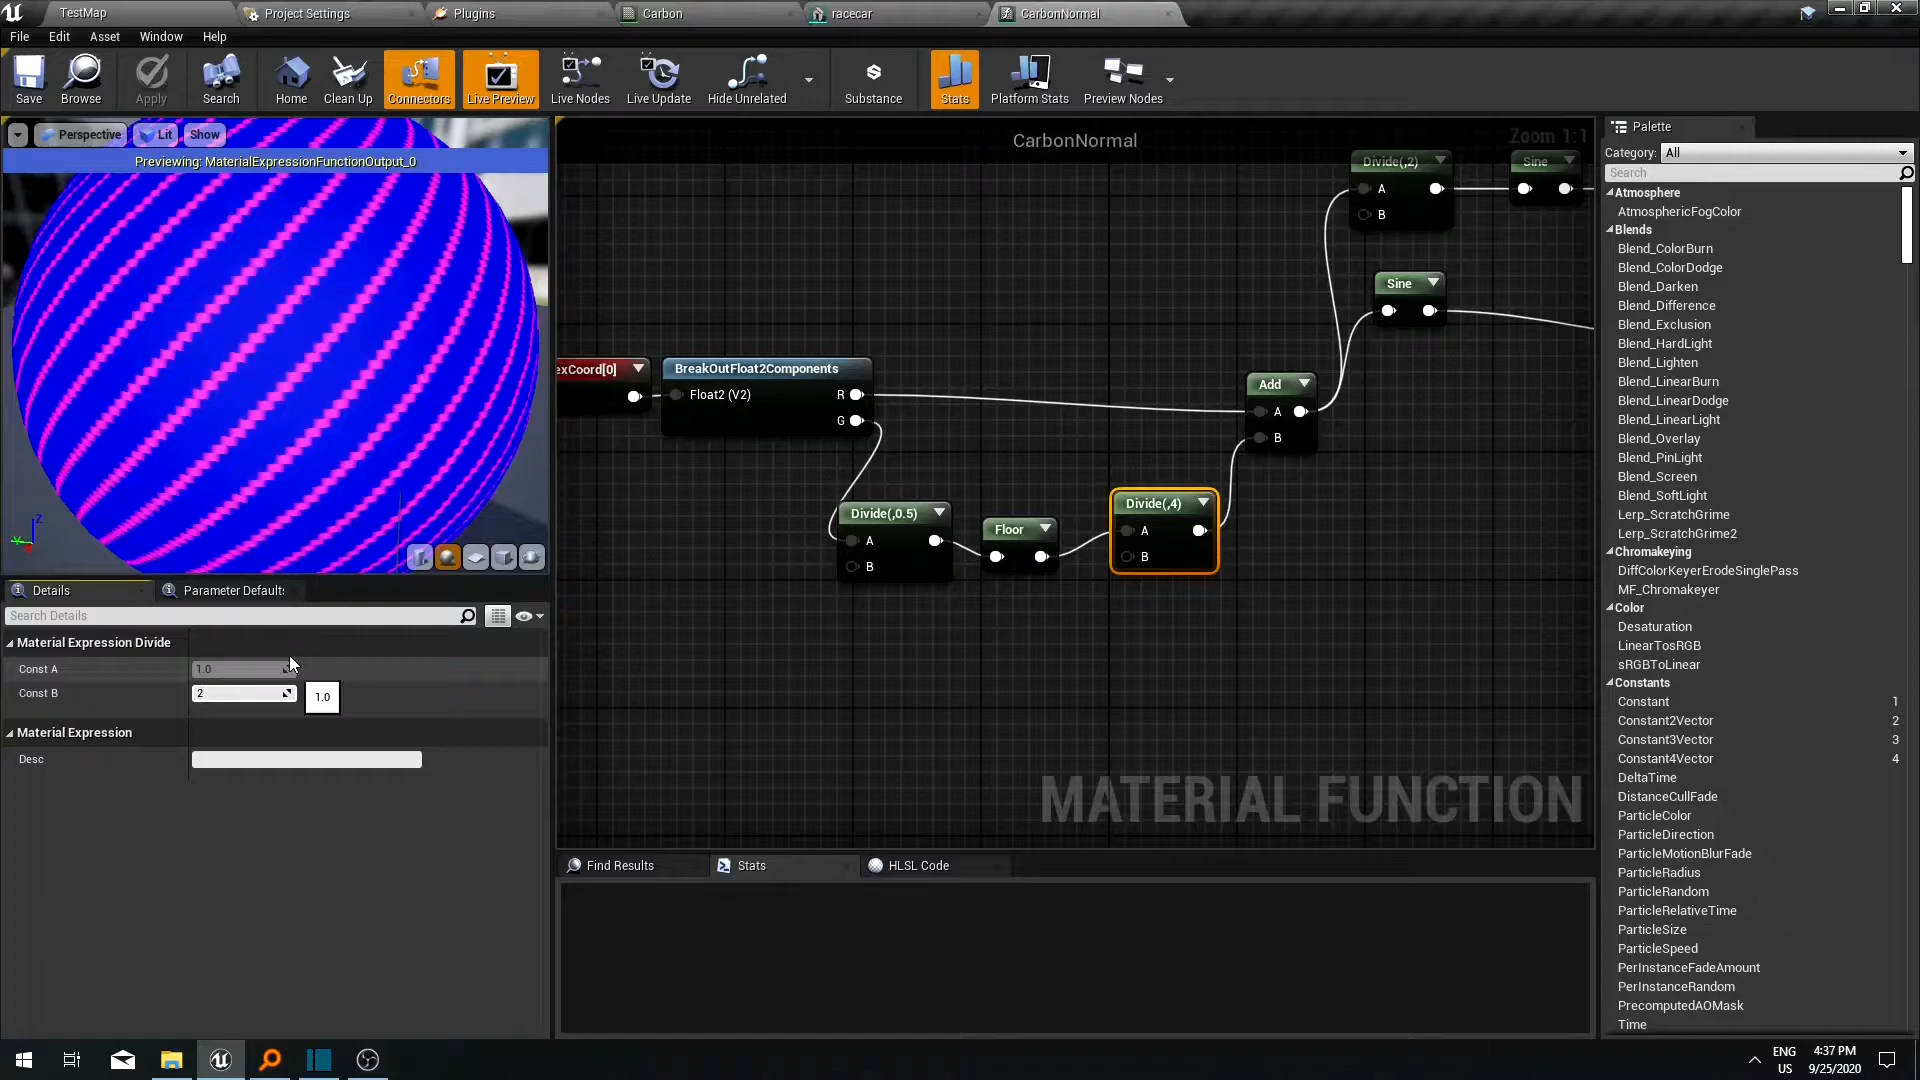 TestMap
Project Settings
Plugins
Carbon
racecar
CarbonNormal
File Edit Asset Window Help
Save
Browse
Apply
Search
Home
Clean Up
Connectors
Live Preview
Live Nodes
Live Update
Hide Unrelated
Substance
Stats
Platform Stats
Preview Nodes
Perspective
Lit
Show
Previewing: MaterialExpressionFunctionOutput_0
Z
Y
CarbonNormal
Zoom 1:1
Divide(,2)
A
B
Sine
Sine
exCoord[0]
BreakOutFloat2Components
Float2 (V2)
R
G
Add
A
B
Divide(,0.5)
A
B
Floor
Divide(,4)
A
B
MATERIAL FUNCTION
Details
Parameter Defaults
Search Details
Material Expression Divide
Const A
1.0
Const B
2
1.0
Material Expression
Desc
Find Results
Stats
HLSL Code
Palette
Category:
All
Search
Atmosphere
AtmosphericFogColor
Blends
Blend_ColorBurn
Blend_ColorDodge
Blend_Darken
Blend_Difference
Blend_Exclusion
Blend_HardLight
Blend_Lighten
Blend_LinearBurn
Blend_LinearDodge
Blend_LinearLight
Blend_Overlay
Blend_PinLight
Blend_Screen
Blend_SoftLight
Lerp_ScratchGrime
Lerp_ScratchGrime2
Chromakeying
DiffColorKeyerErodeSinglePass
MF_Chromakeyer
Color
Desaturation
LinearTosRGB
sRGBToLinear
Constants
Constant 1
Constant2Vector 2
Constant3Vector 3
Constant4Vector 4
DeltaTime
DistanceCullFade
ParticleColor
ParticleDirection
ParticleMotionBlurFade
ParticleRadius
ParticleRandom
ParticleRelativeTime
ParticleSize
ParticleSpeed
PerInstanceFadeAmount
PerInstanceRandom
PrecomputedAOMask
Time
ENG
US
4:37 PM
9/25/2020